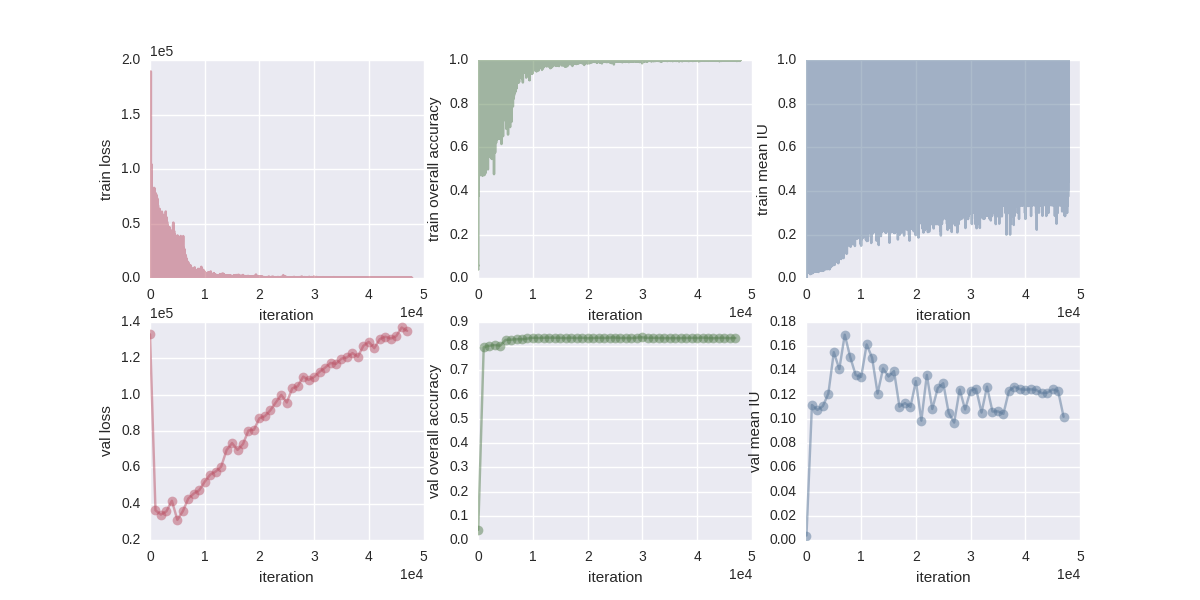 1e5
2.0
1.5
1.0
0.5
0.0
train loss
0 1 2 3 4 5
iteration 1e4
1.0
0.8
0.6
0.4
0.2
0.0
train overall accuracy
0 1 2 3 4 5
iteration 1e4
1.0
0.8
0.6
0.4
0.2
0.0
train mean IU
0 1 2 3 4 5
iteration 1e4
1e5
1.4
1.2
1.0
0.8
0.6
0.4
0.2
val loss
0 1 2 3 4 5
iteration 1e4
0.9
0.8
0.7
0.6
0.5
0.4
0.3
0.2
0.1
0.0
val overall accuracy
0 1 2 3 4 5
iteration 1e4
0.18
0.16
0.14
0.12
0.10
0.08
0.06
0.04
0.02
0.00
val mean IU
0 1 2 3 4 5
iteration 1e4